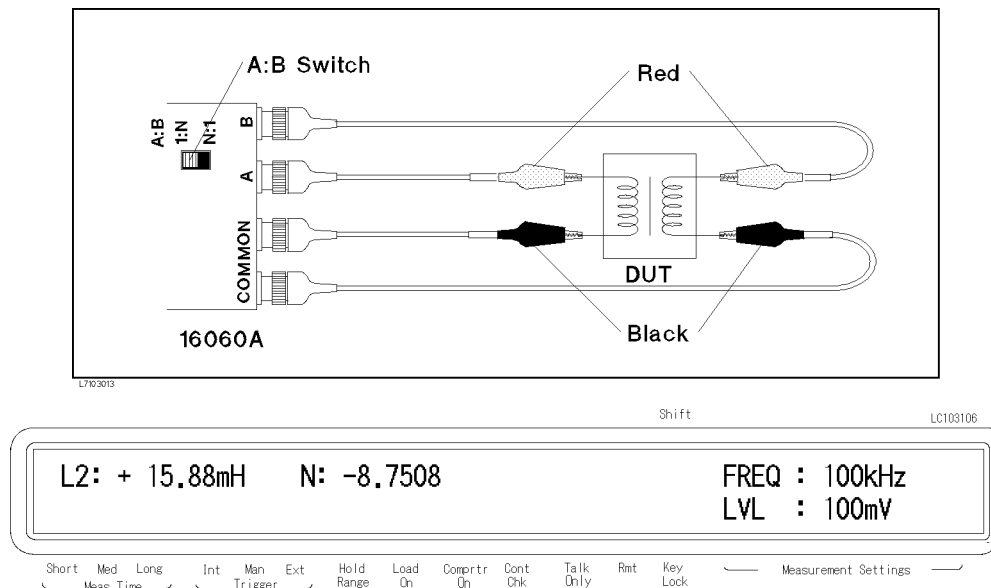 A:B Switch
Red
A:B
1:N
N:1
B
A
COMMON
DUT
Black
16060A
L7103013
Shift
LC103106
L2: + 15.88mH N: -8.7508 FREQ : 100kHz
LVL : 100mV
Short Med Long Int Man Ext Hold Load Comprtr Cont Talk Rmt Key Measurement Settings
Meas Time Trigger Range On On Chk Only Lock